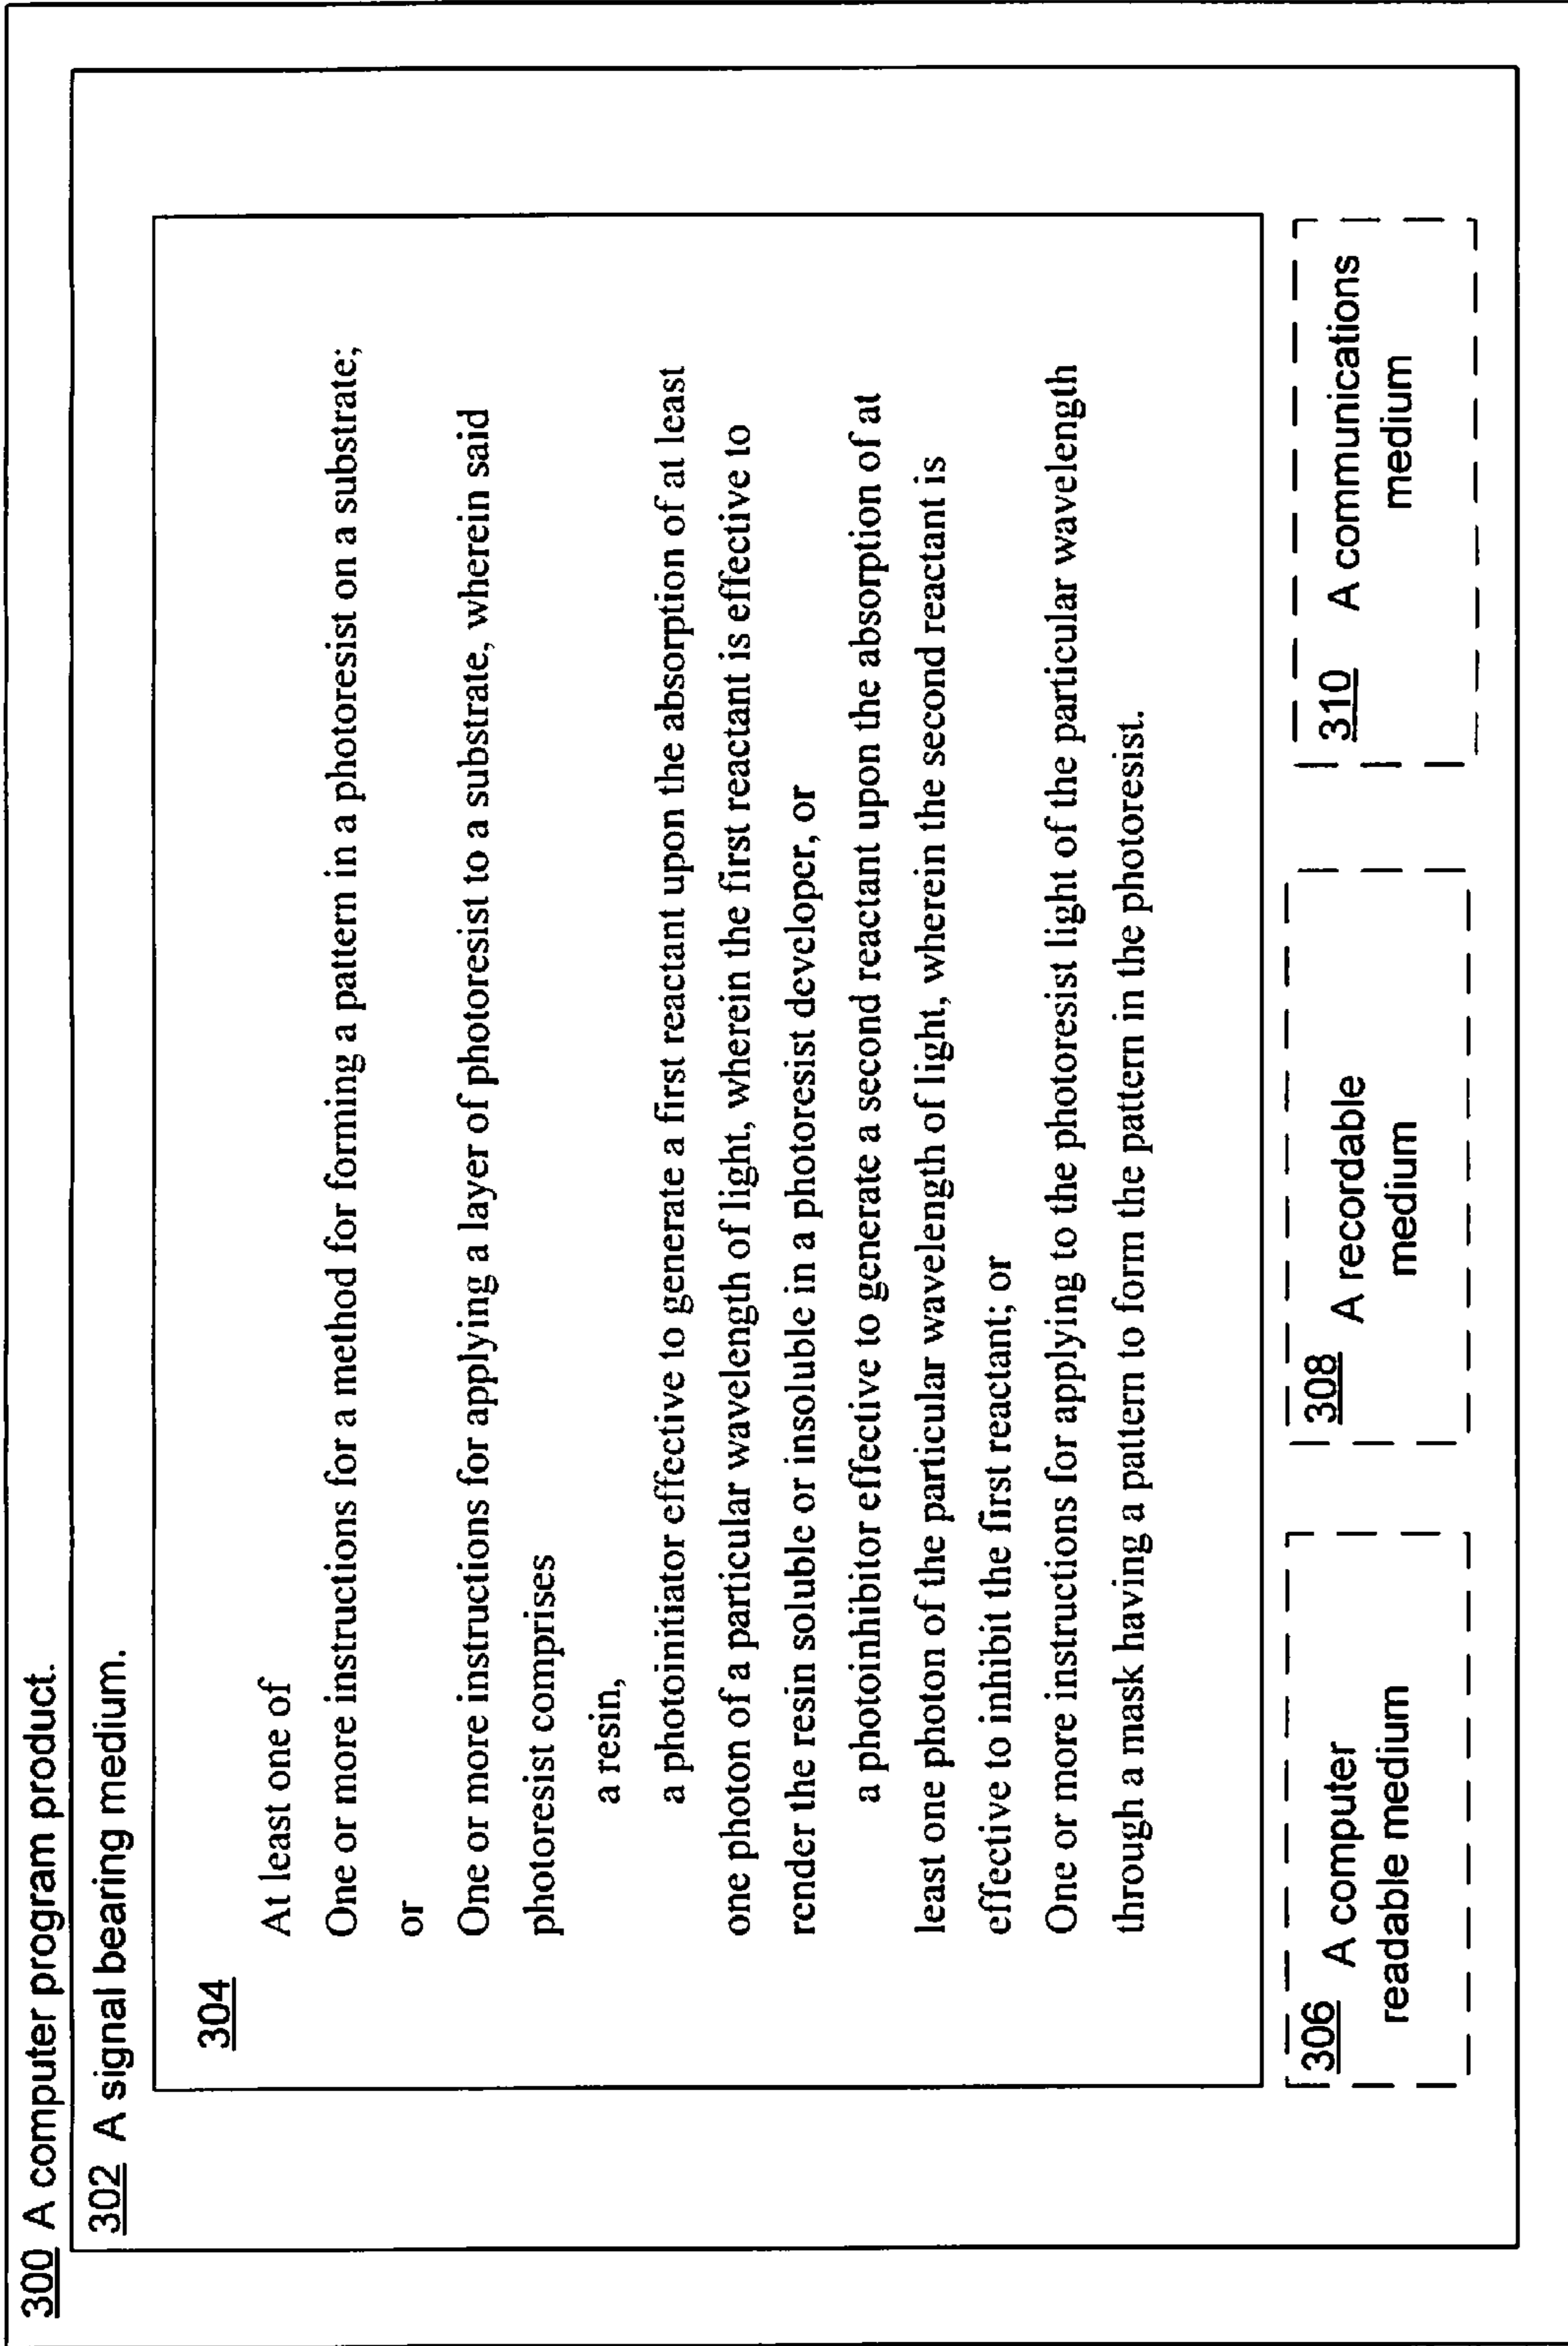 300 A computer program product.
302 A signal bearing medium.
304
At least one of
One or more instructions for a method for forming a pattern in a photoresist on a substrate;
or
One or more instructions for applying a layer of photoresist to a substrate, wherein said
photoresist comprises
a resin,
a photoinitiator effective to generate a first reactant upon the absorption of at least
one photon of a particular wavelength of light, wherein the first reactant is effective to
render the resin soluble or insoluble in a photoresist developer, or
a photoinhibitor effective to generate a second reactant upon the absorption of at
least one photon of the particular wavelength of light, wherein the second reactant is
effective to inhibit the first reactant; or
One or more instructions for applying to the photoresist light of the particular wavelength
through a mask having a pattern to form the pattern in the photoresist.
306 A computer
readable medium
308 A recordable
medium
310 A communications
medium